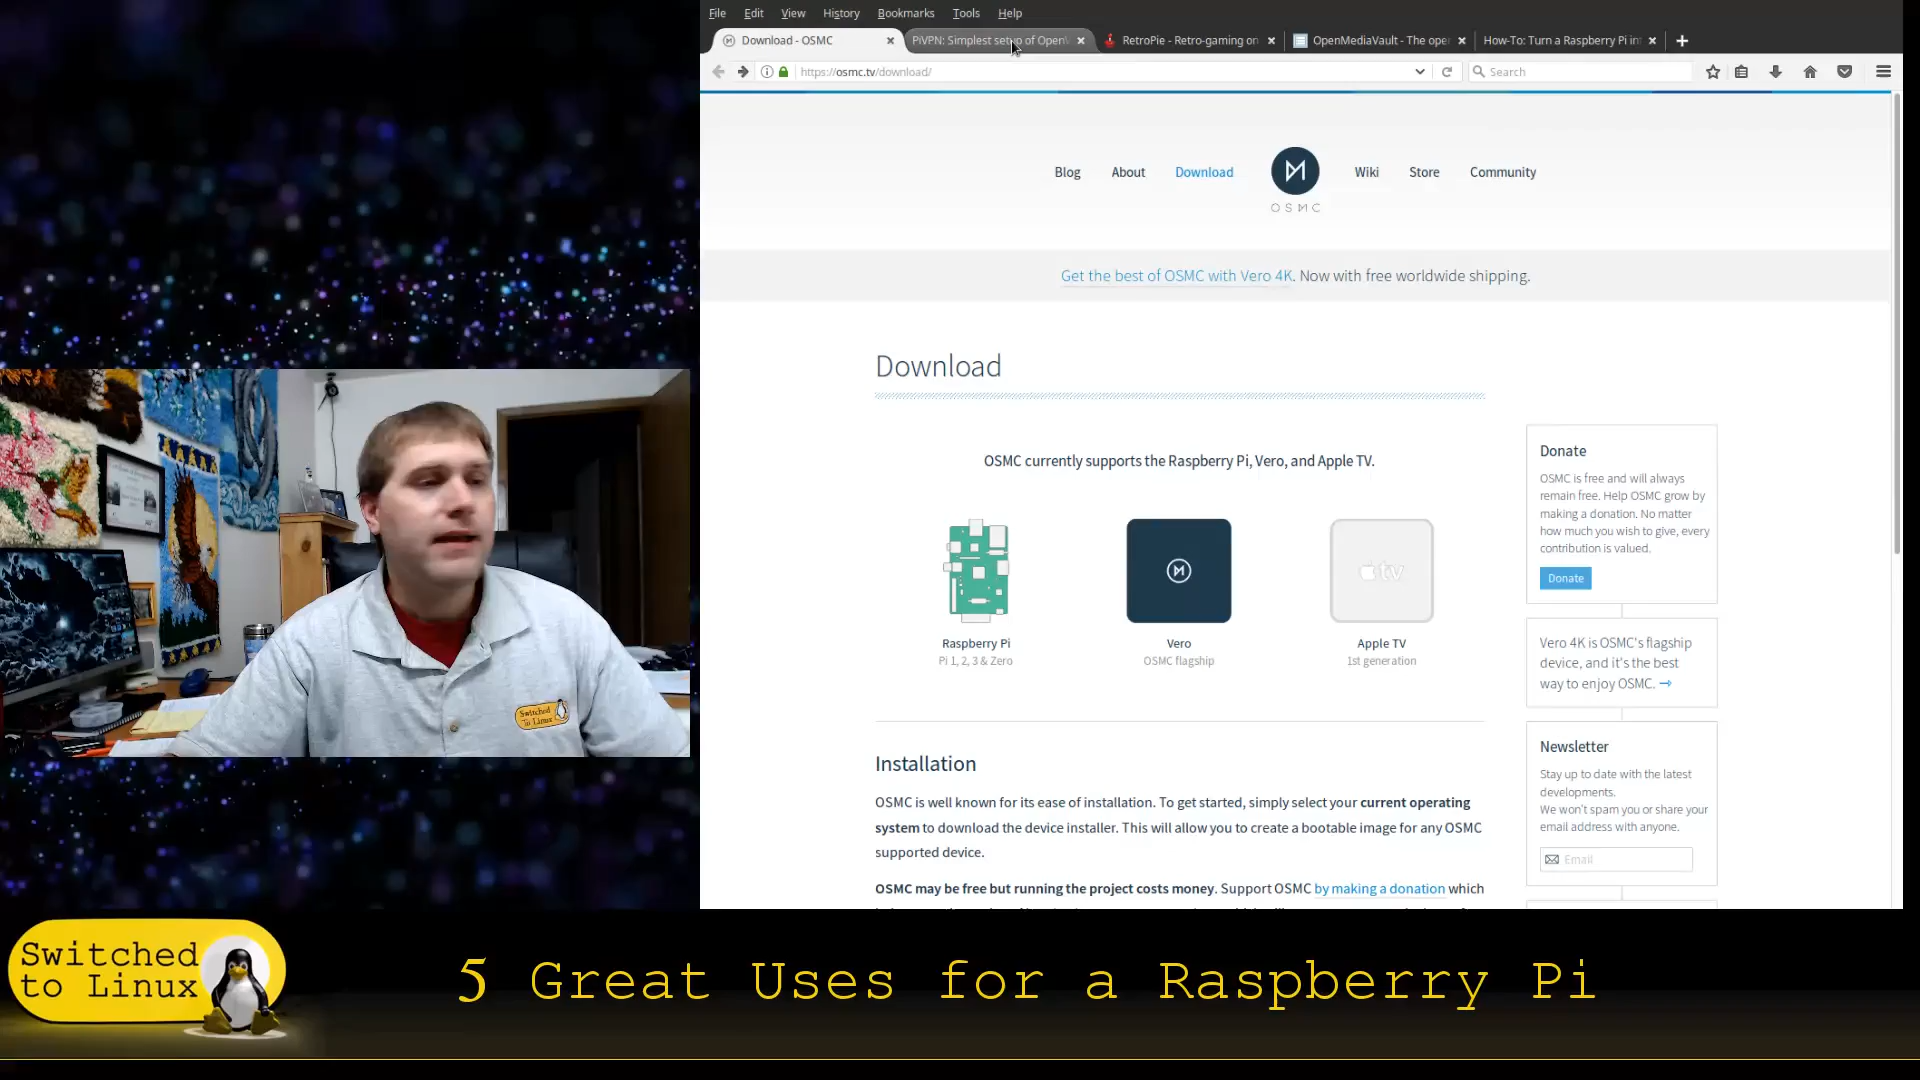 File Edit View History Bookmarks Tools Help
Download - OSMC
PiVPN: Simplest setup of OpenV
RetroPie - Retro-gaming on
OpenMediaVault - The ope
How-To: Turn a Raspberry Pi in
https://osmc.tv/download/
Search
Blog About Download Wiki Store Community
OSMC
Get the best of OSMC with Vero 4K. Now with free worldwide shipping.
Download
OSMC currently supports the Raspberry Pi, Vero, and Apple TV.
tv
Raspberry Pi
Pi 1, 2, 3 & Zero
Vero
OSMC flagship
Apple TV
1st generation
Installation
OSMC is well known for its ease of installation. To get started, simply select your current operating
system to download the device installer. This will allow you to create a bootable image for any OSMC
supported device.
OSMC may be free but running the project costs money. Support OSMC by making a donation which
Donate
OSMC is free and will always
remain free. Help OSMC grow by
making a donation. No matter
how much you wish to give, every
contribution is valued.
Donate
Vero 4K is OSMC's flagship
device, and it's the best
way to enjoy OSMC. →
Newsletter
Stay up to date with the latest
developments.
We won't spam you or share your
email address with anyone.
Email
Switched
To Linux
Switched
to Linux
5 Great Uses for a Raspberry Pi